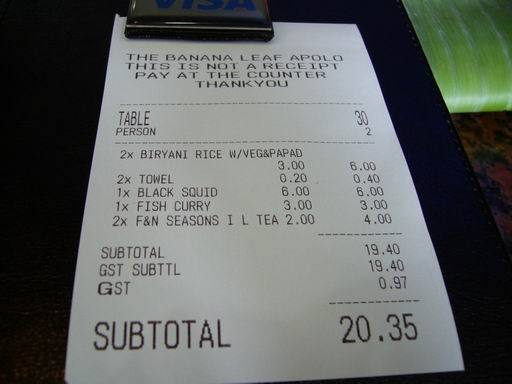 VISA
THE BANANA LEAF APOLO
THIS IS NOT A RECEIPT
PAY AT THE COUNTER
THANKYOU
TABLE 30
PERSON 2
2x BIRYANI RICE W/VEG&PAPAD
3.00 6.00
2x TOWEL 0.20 0.40
1x BLACK SQUID 6.00 6.00
1x FISH CURRY 3.00 3.00
2x F&N SEASONS I L TEA 2.00 4.00
SUBTOTAL 19.40
GST SUBTTL 19.40
GST 0.97
SUBTOTAL 20.35